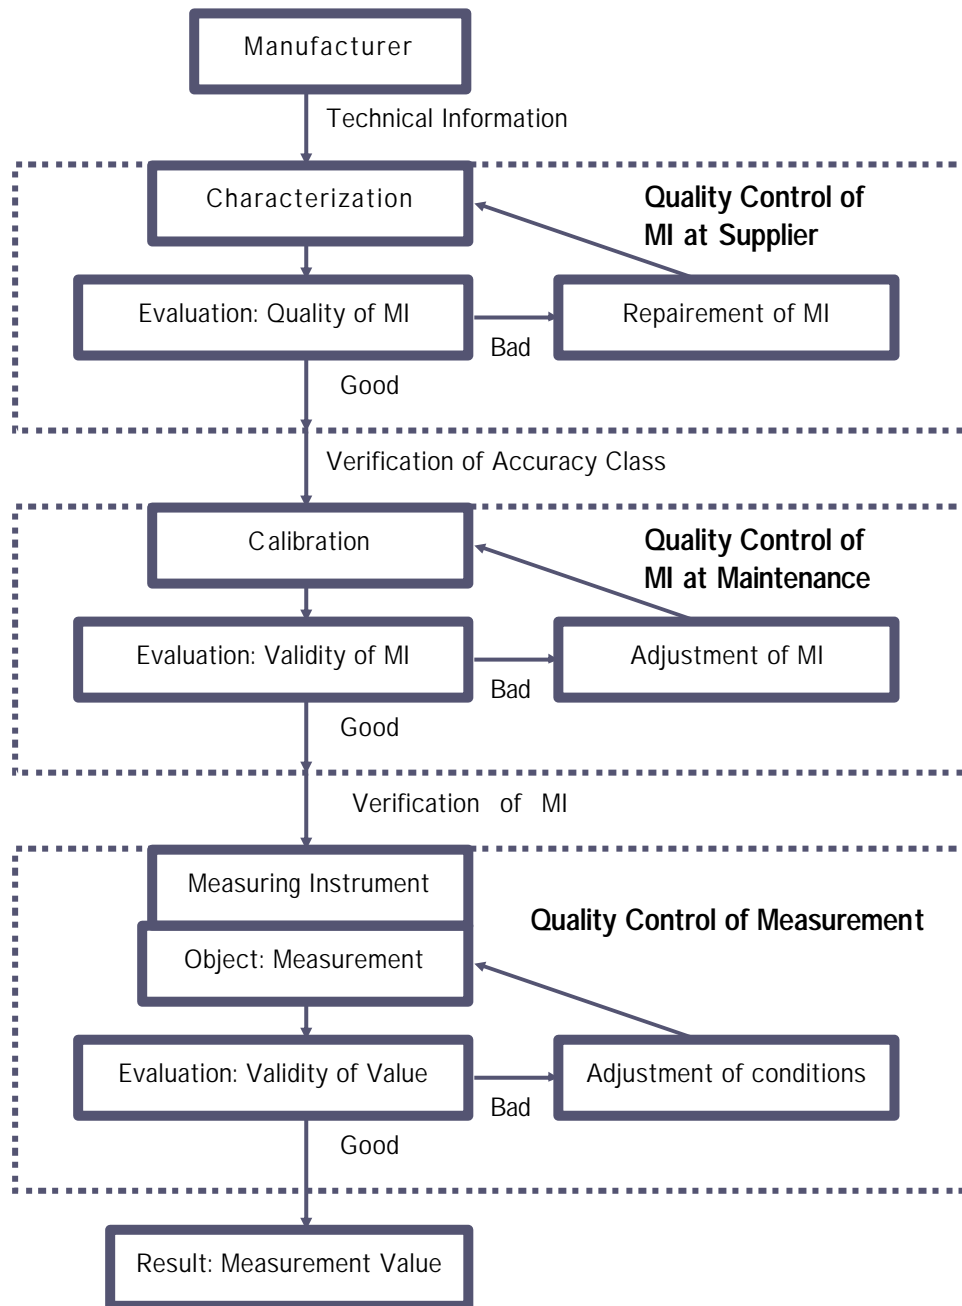 Manufacturer
Technical Information
Characterization
Quality Control of
MI at Supplier
Evaluation: Quality of MI
Bad
Repairement of MI
Good
Verification of Accuracy Class
Calibration
Quality Control of
MI at Maintenance
Evaluation: Validity of MI
Bad
Adjustment of MI
Good
Verification of MI
Measuring Instrument
Object: Measurement
Quality Control of Measurement
Evaluation: Validity of Value
Bad
Adjustment of conditions
Good
Result: Measurement Value